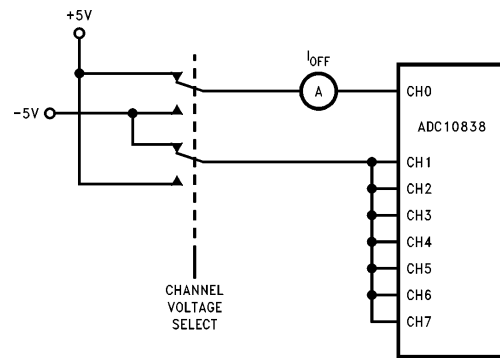 +5V
I_OFF
-5V
A
CH0
ADC10838
CH1
CH2
CH3
CH4
CH5
CH6
CH7
CHANNEL
VOLTAGE
SELECT